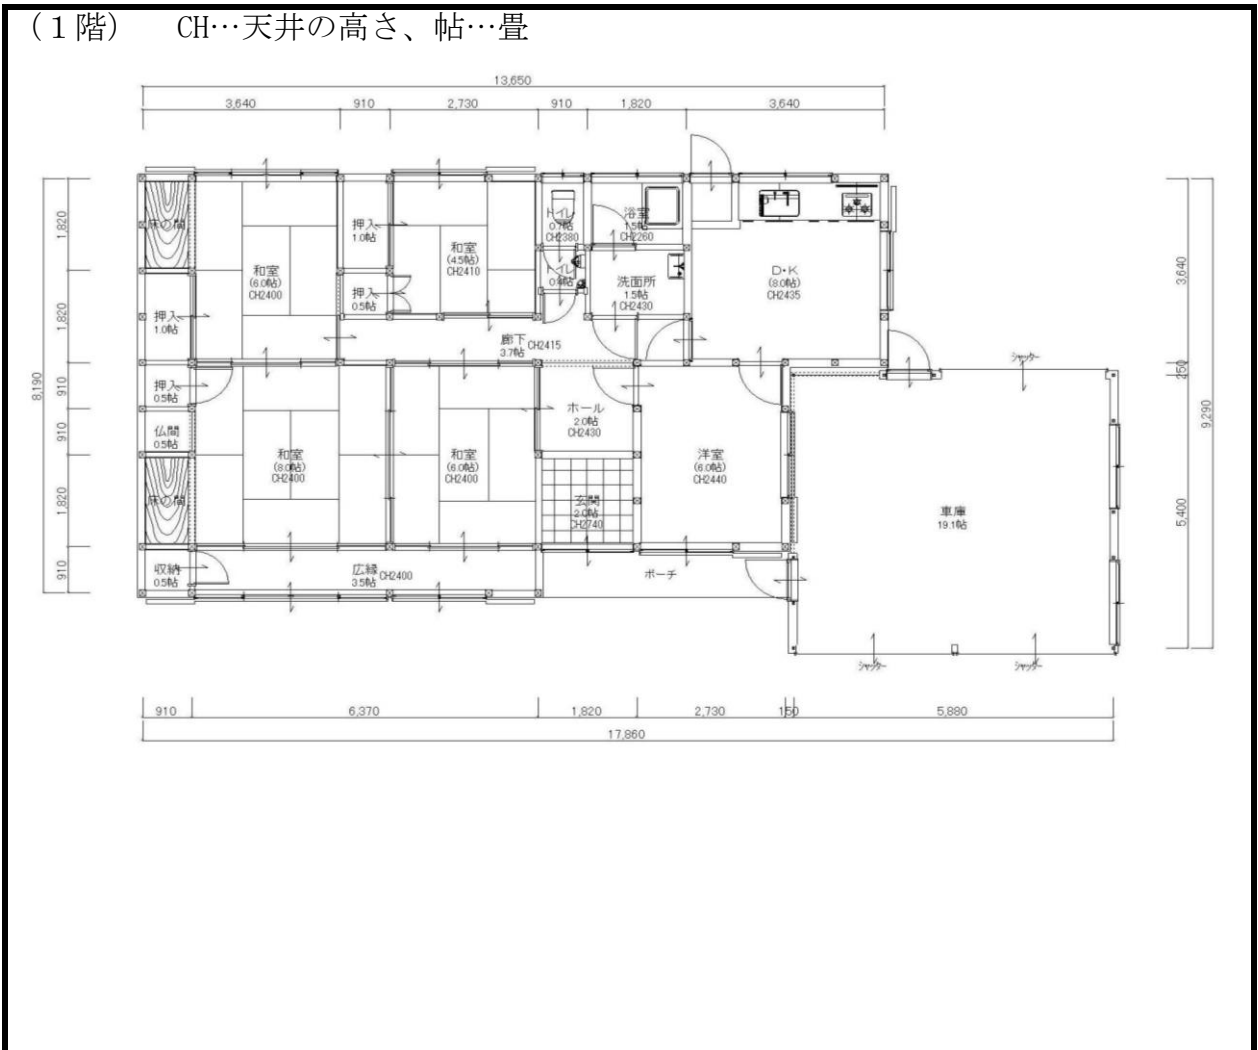 (１階)　CH…天井の高さ、帖…畳
13,650
3,640 910 2,730 910 1,820 3,640
床の間
和室
(6.0帖)
CH2400
押入
1.0帖
押入
0.5帖
和室
(4.5帖)
CH2410
トイレ
0.7帖
CH2380
トイレ
浴室
1.5帖
CH2260
洗面所
1.5帖
CH2430
D・K
(8.0帖)
CH2435
押入
1.0帖
廊下 CH2415
3.7帖
押入
0.5帖
仏間
0.5帖
床の間
和室
(8.0帖)
CH2400
和室
(6.0帖)
CH2400
ホール
2.0帖
CH2430
玄関
2.0帖
CH2740
洋室
(6.0帖)
CH2440
シャッター
車庫
19.1帖
収納
0.5帖
広縁 CH2400
3.5帖
ポーチ
シャッター
シャッター
8,190
1,820
1,820
910
910
1,820
910
3,640
250
5,400
9,290
910 6,370 1,820 2,730 150 5,880
17,860